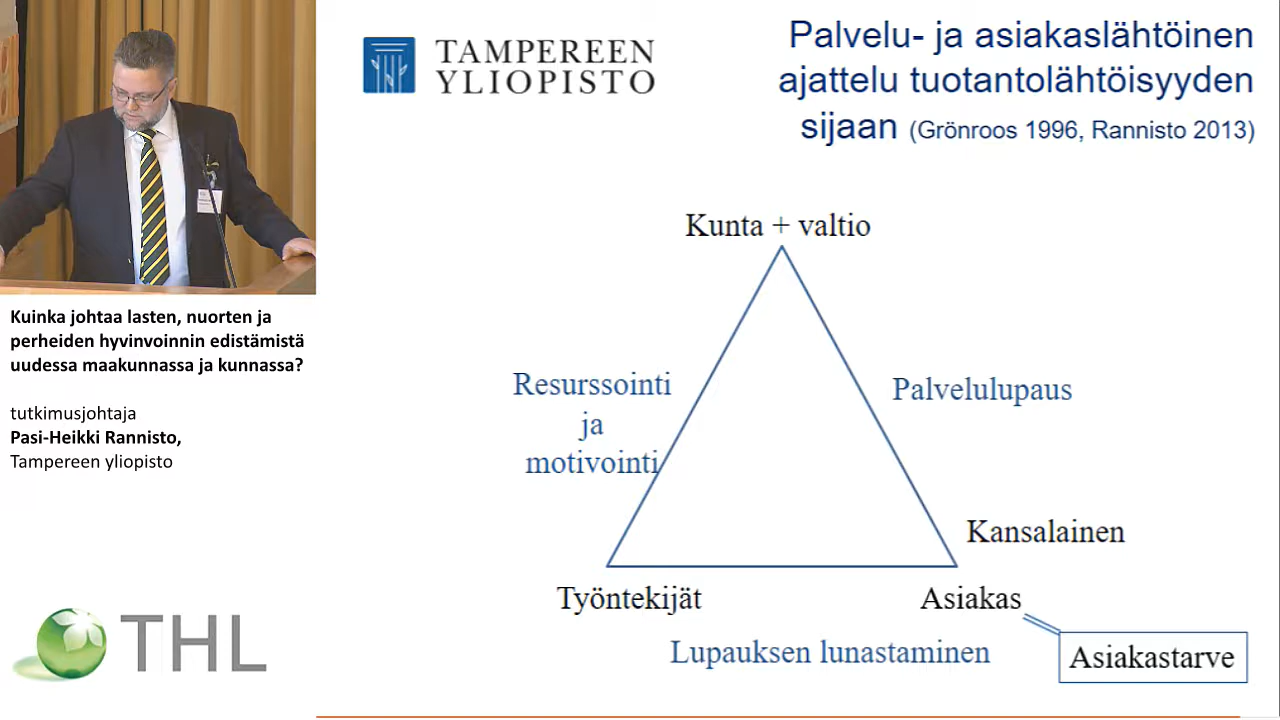 TAMPEREEN
YLIOPISTO
Palvelu- ja asiakaslähtöinen
ajattelu tuotantolähtöisyyden
sijaan (Grönroos 1996, Rannisto 2013)
Kunta + valtio
Resurssointi
ja
motivointi
Palvelulupaus
Kansalainen
Työntekijät
Asiakas
Lupauksen lunastaminen
Asiakastarve
Kuinka johtaa lasten, nuorten ja
perheiden hyvinvoinnin edistämistä
uudessa maakunnassa ja kunnassa?
tutkimusjohtaja
Pasi-Heikki Rannisto,
Tampereen yliopisto
THL